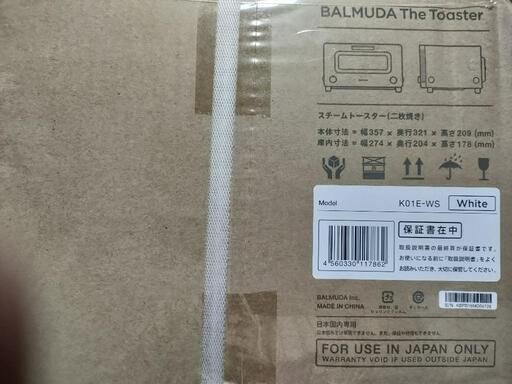 BALMUDA The Toaster
スチームトースター(二枚焼き)
本体寸法 = 幅357 × 奥行321 × 高さ209 (mm)
庫内寸法 = 幅274 × 奥行204 × 高さ178 (mm)
Model K01E-WS White
保証書在中
取扱説明書の最終頁が保証書です。
お使いになる前に「取扱説明書」をよく
お読みいただき、大切に保管してください。
4 560330 117862
BALMUDA Inc.
MADE IN CHINA
日本国内専用
FOR USE IN JAPAN ONLY
WARRANTY VOID IF USED OUTSIDE JAPAN